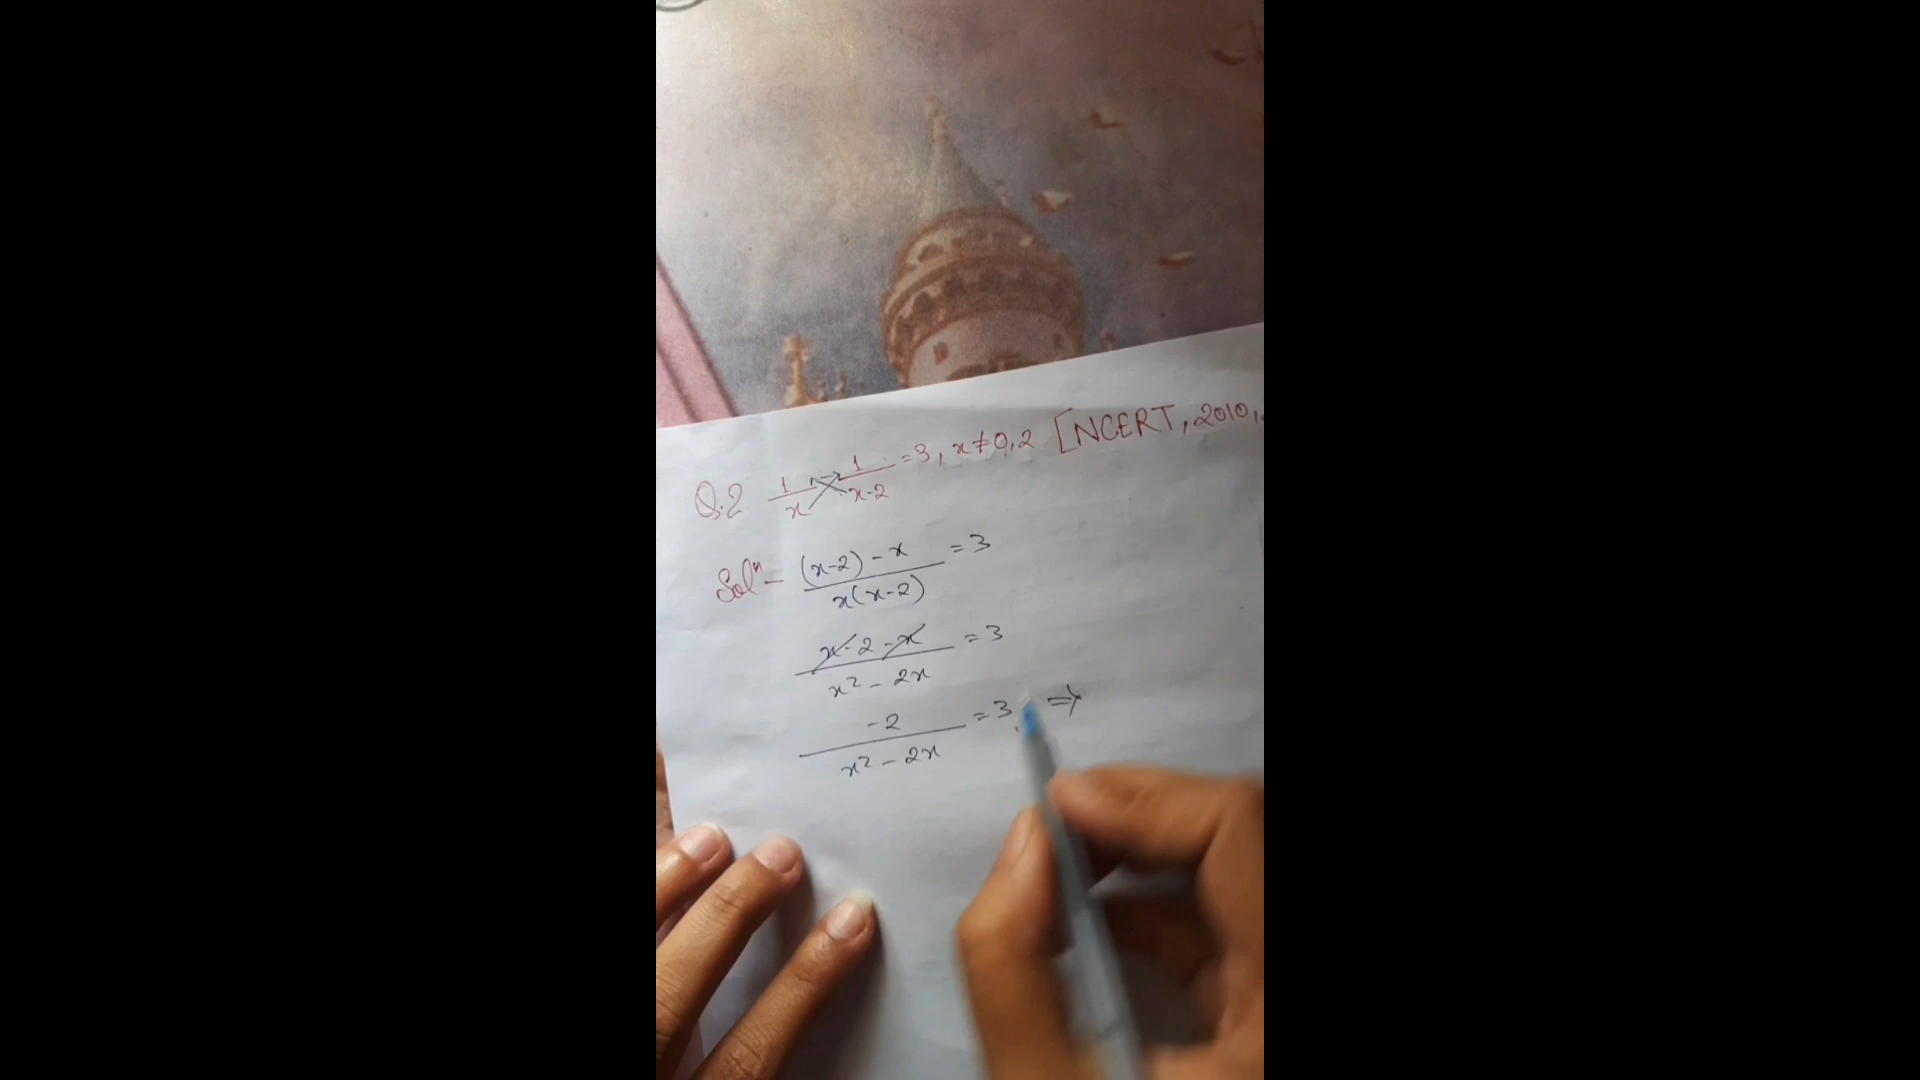 Q.2 1/x - 1/x-2 = 3, x≠0,2 [NCERT, 2010,
Solⁿ - (x-2) - x / x(x-2) = 3
x - 2 - x / x² - 2x = 3
-2 / x² - 2x = 3 ⇒